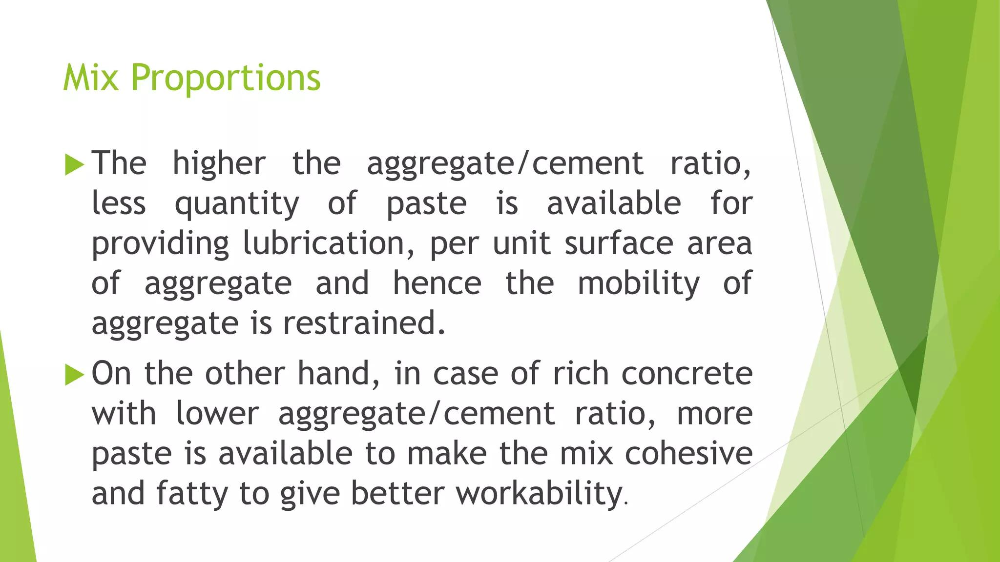 Mix Proportions
The higher the aggregate/cement ratio,
less quantity of paste is available for
providing lubrication, per unit surface area
of aggregate and hence the mobility of
aggregate is restrained.
On the other hand, in case of rich concrete
with lower aggregate/cement ratio, more
paste is available to make the mix cohesive
and fatty to give better workability.